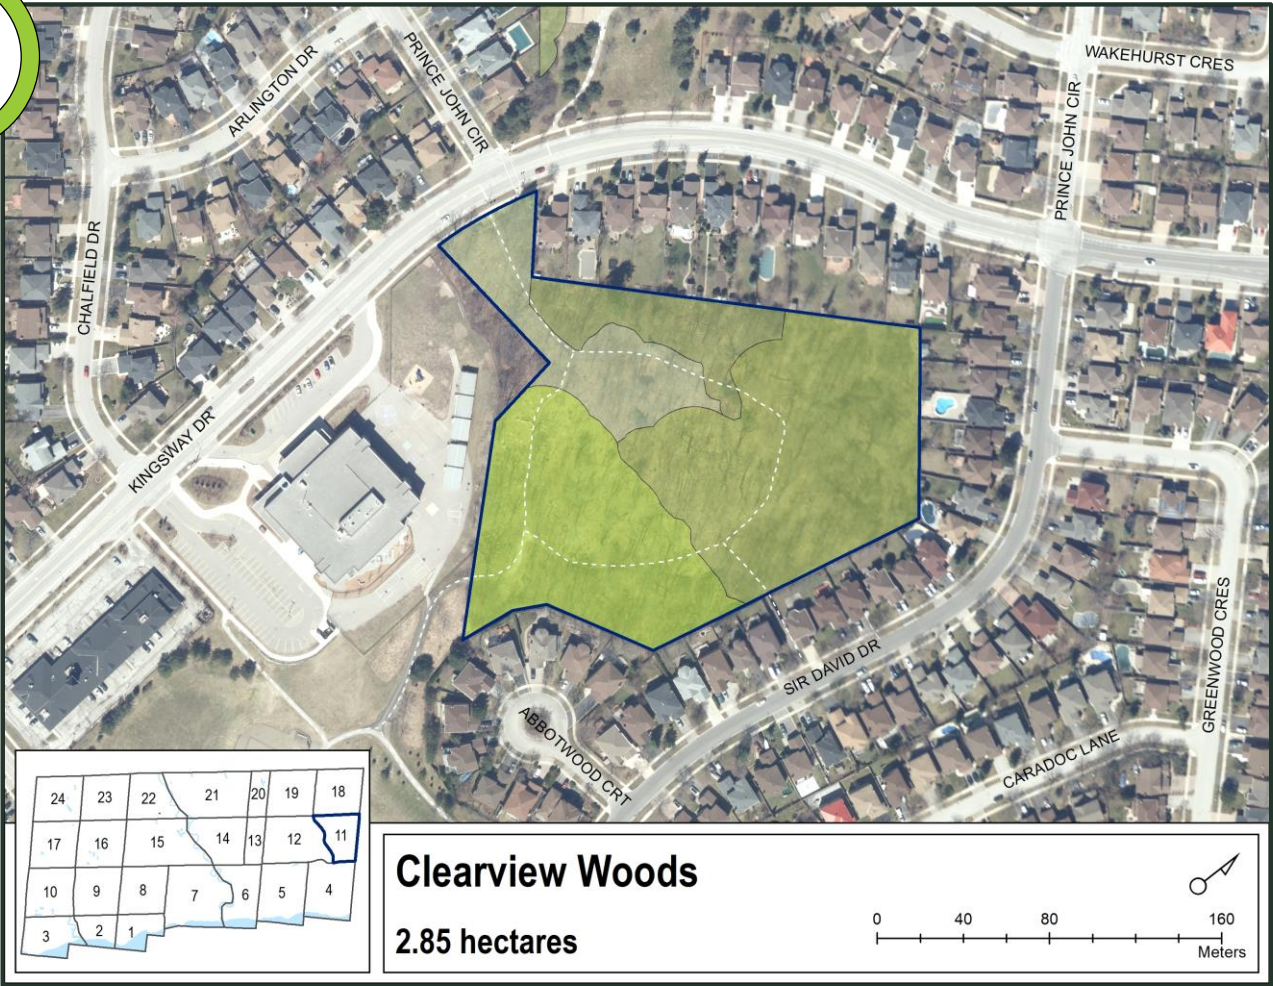 ARLINGTON DR
PRINCE JOHN CIR
WAKEHURST CRES
PRINCE JOHN CIR
CHALFIELD DR
KINGSWAY DR
SIR DAVID DR
GREENWOOD CRES
ABBOTWOOD CRT
CARADOC LANE
24 23 22 21 20 19 18
17 16 15 14 13 12 11
10 9 8 7 6 5 4
3 2 1
Clearview Woods
2.85 hectares
0 40 80 160
Meters